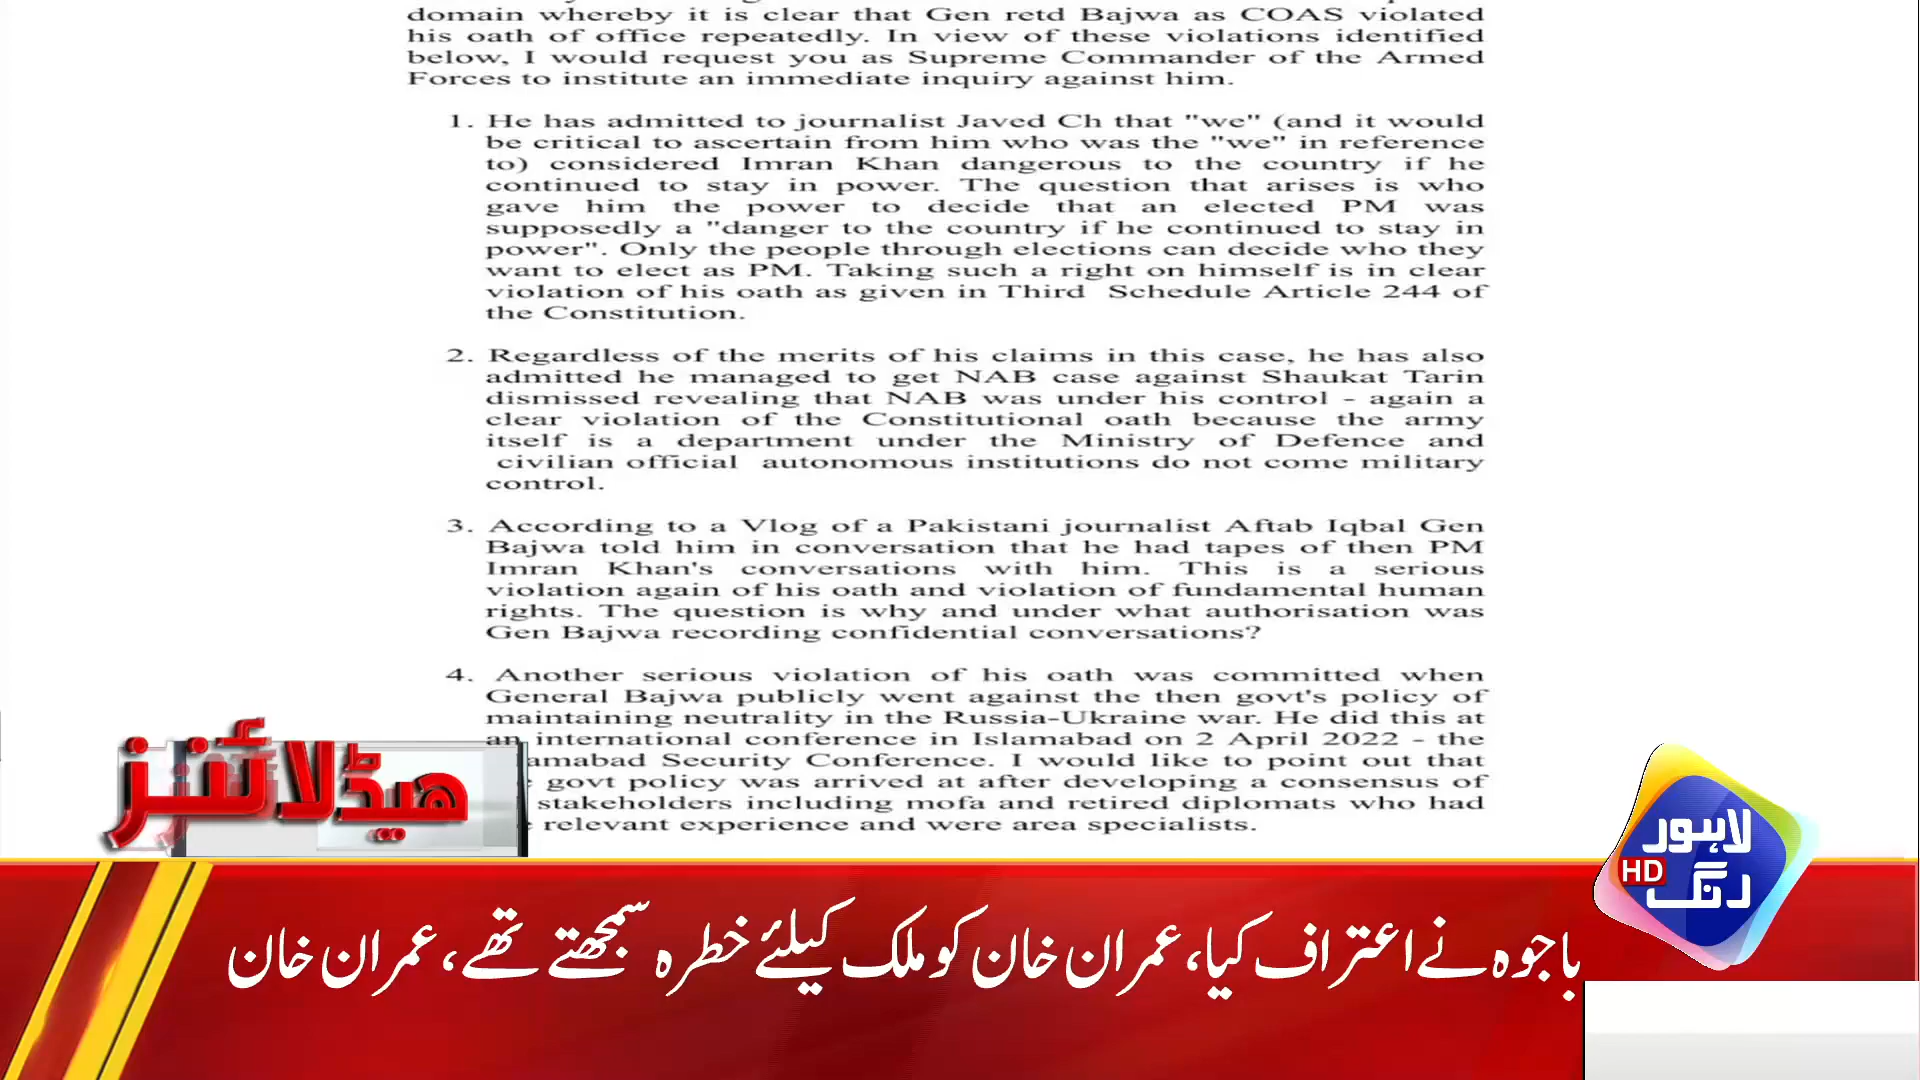 domain whereby it is clear that Gen retd Bajwa as COAS violated
his oath of office repeatedly. In view of these violations identified
below, I would request you as Supreme Commander of the Armed
Forces to institute an immediate inquiry against him.
1. He has admitted to journalist Javed Ch that "we" (and it would
be critical to ascertain from him who was the "we" in reference
to) considered Imran Khan dangerous to the country if he
continued to stay in power. The question that arises is who
gave him the power to decide that an elected PM was
supposedly a "danger to the country if he continued to stay in
power". Only the people through elections can decide who they
want to elect as PM. Taking such a right on himself is in clear
violation of his oath as given in Third Schedule Article 244 of
the Constitution.
2. Regardless of the merits of his claims in this case, he has also
admitted he managed to get NAB case against Shaukat Tarin
dismissed revealing that NAB was under his control - again a
clear violation of the Constitutional oath because the army
itself is a department under the Ministry of Defence and
civilian official autonomous institutions do not come military
control.
3. According to a Vlog of a Pakistani journalist Aftab Iqbal Gen
Bajwa told him in conversation that he had tapes of then PM
Imran Khan's conversations with him. This is a serious
violation again of his oath and violation of fundamental human
rights. The question is why and under what authorisation was
Gen Bajwa recording confidential conversations?
4. Another serious violation of his oath was committed when
General Bajwa publicly went against the then govt's policy of
maintaining neutrality in the Russia-Ukraine war. He did this at
an international conference in Islamabad on 2 April 2022 - the
amabad Security Conference. I would like to point out that
govt policy was arrived at after developing a consensus of
stakeholders including mofa and retired diplomats who had
relevant experience and were area specialists.
ہیڈلائنز
لاہور
رنگ
HD
باجوہ نے اعتراف کیا، عمران خان کو ملک کیلئے خطرہ سمجھتے تھے، عمران خان